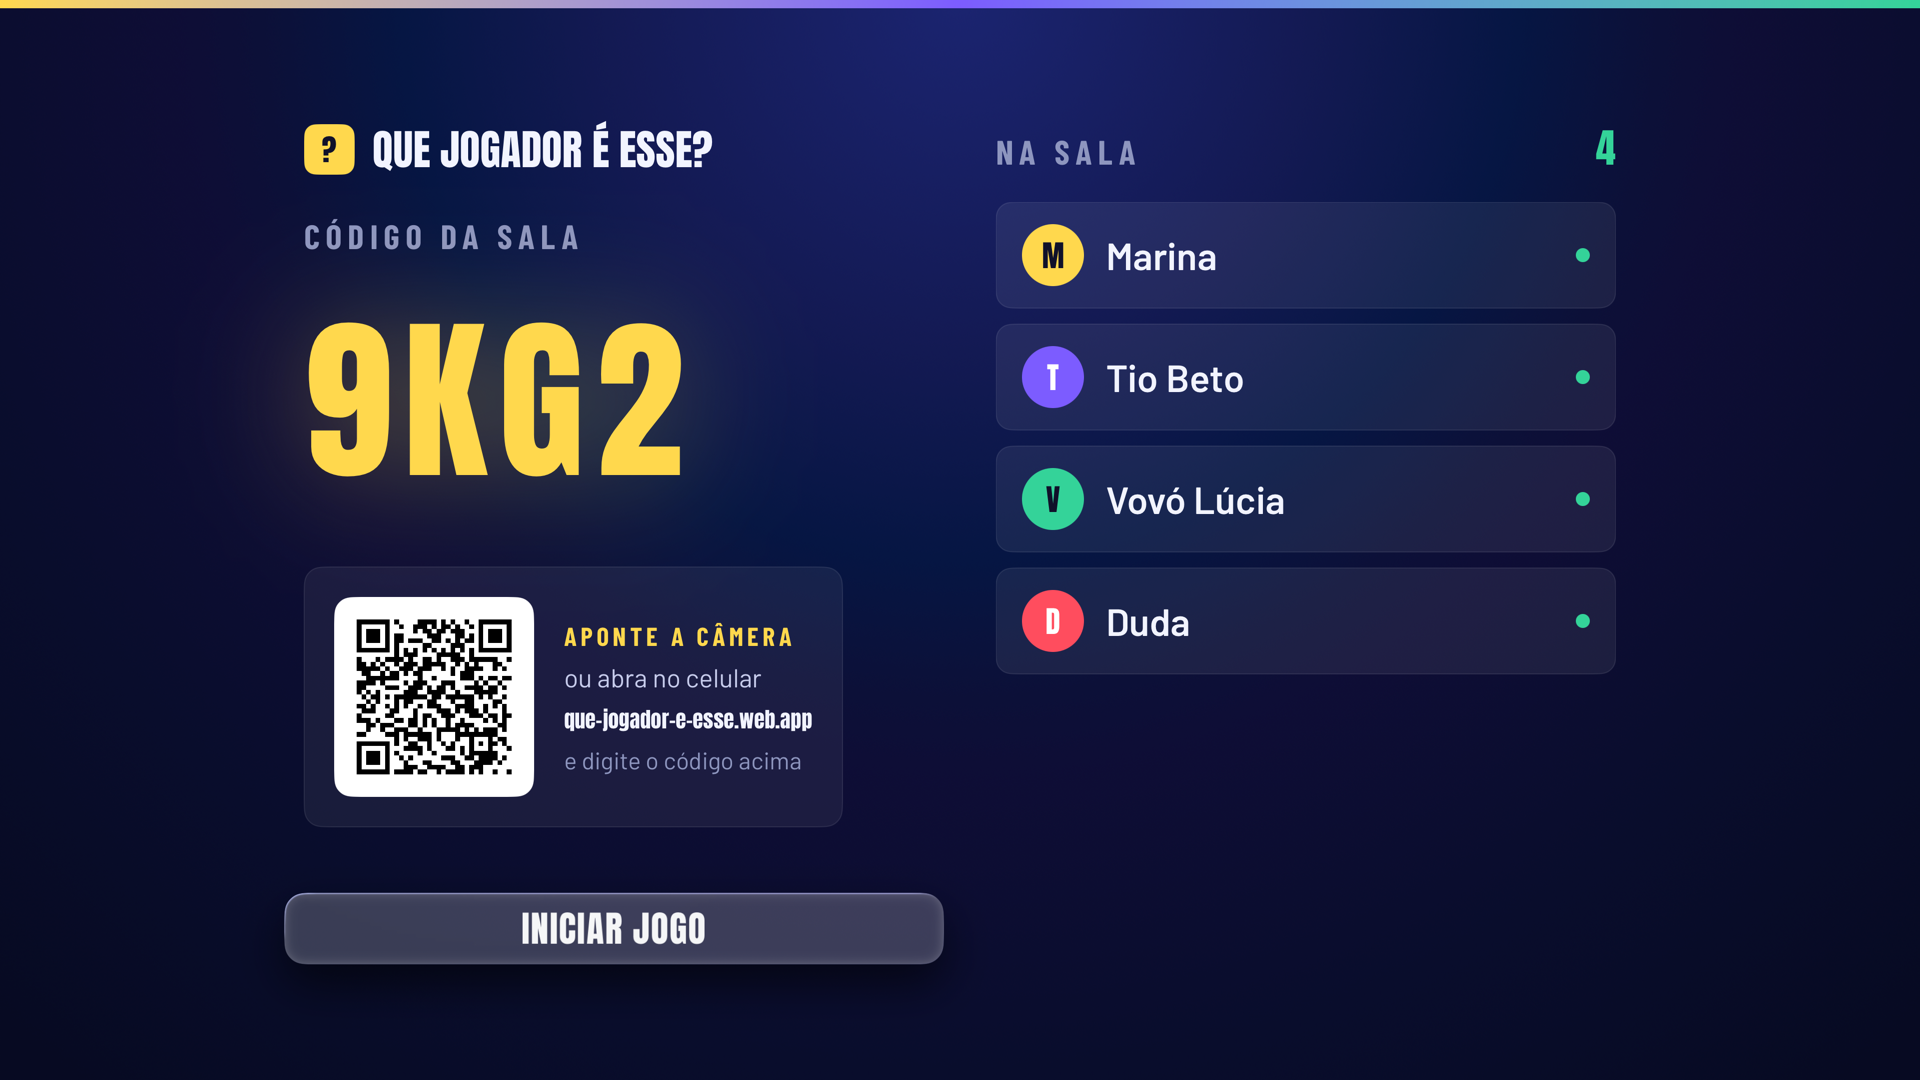 ? QUE JOGADOR É ESSE?
CÓDIGO DA SALA
9KG2
APONTE A CÂMERA
ou abra no celular
que-jogador-e-esse.web.app
e digite o código acima
INICIAR JOGO
NA SALA 4
M Marina
T Tio Beto
V Vovó Lúcia
D Duda